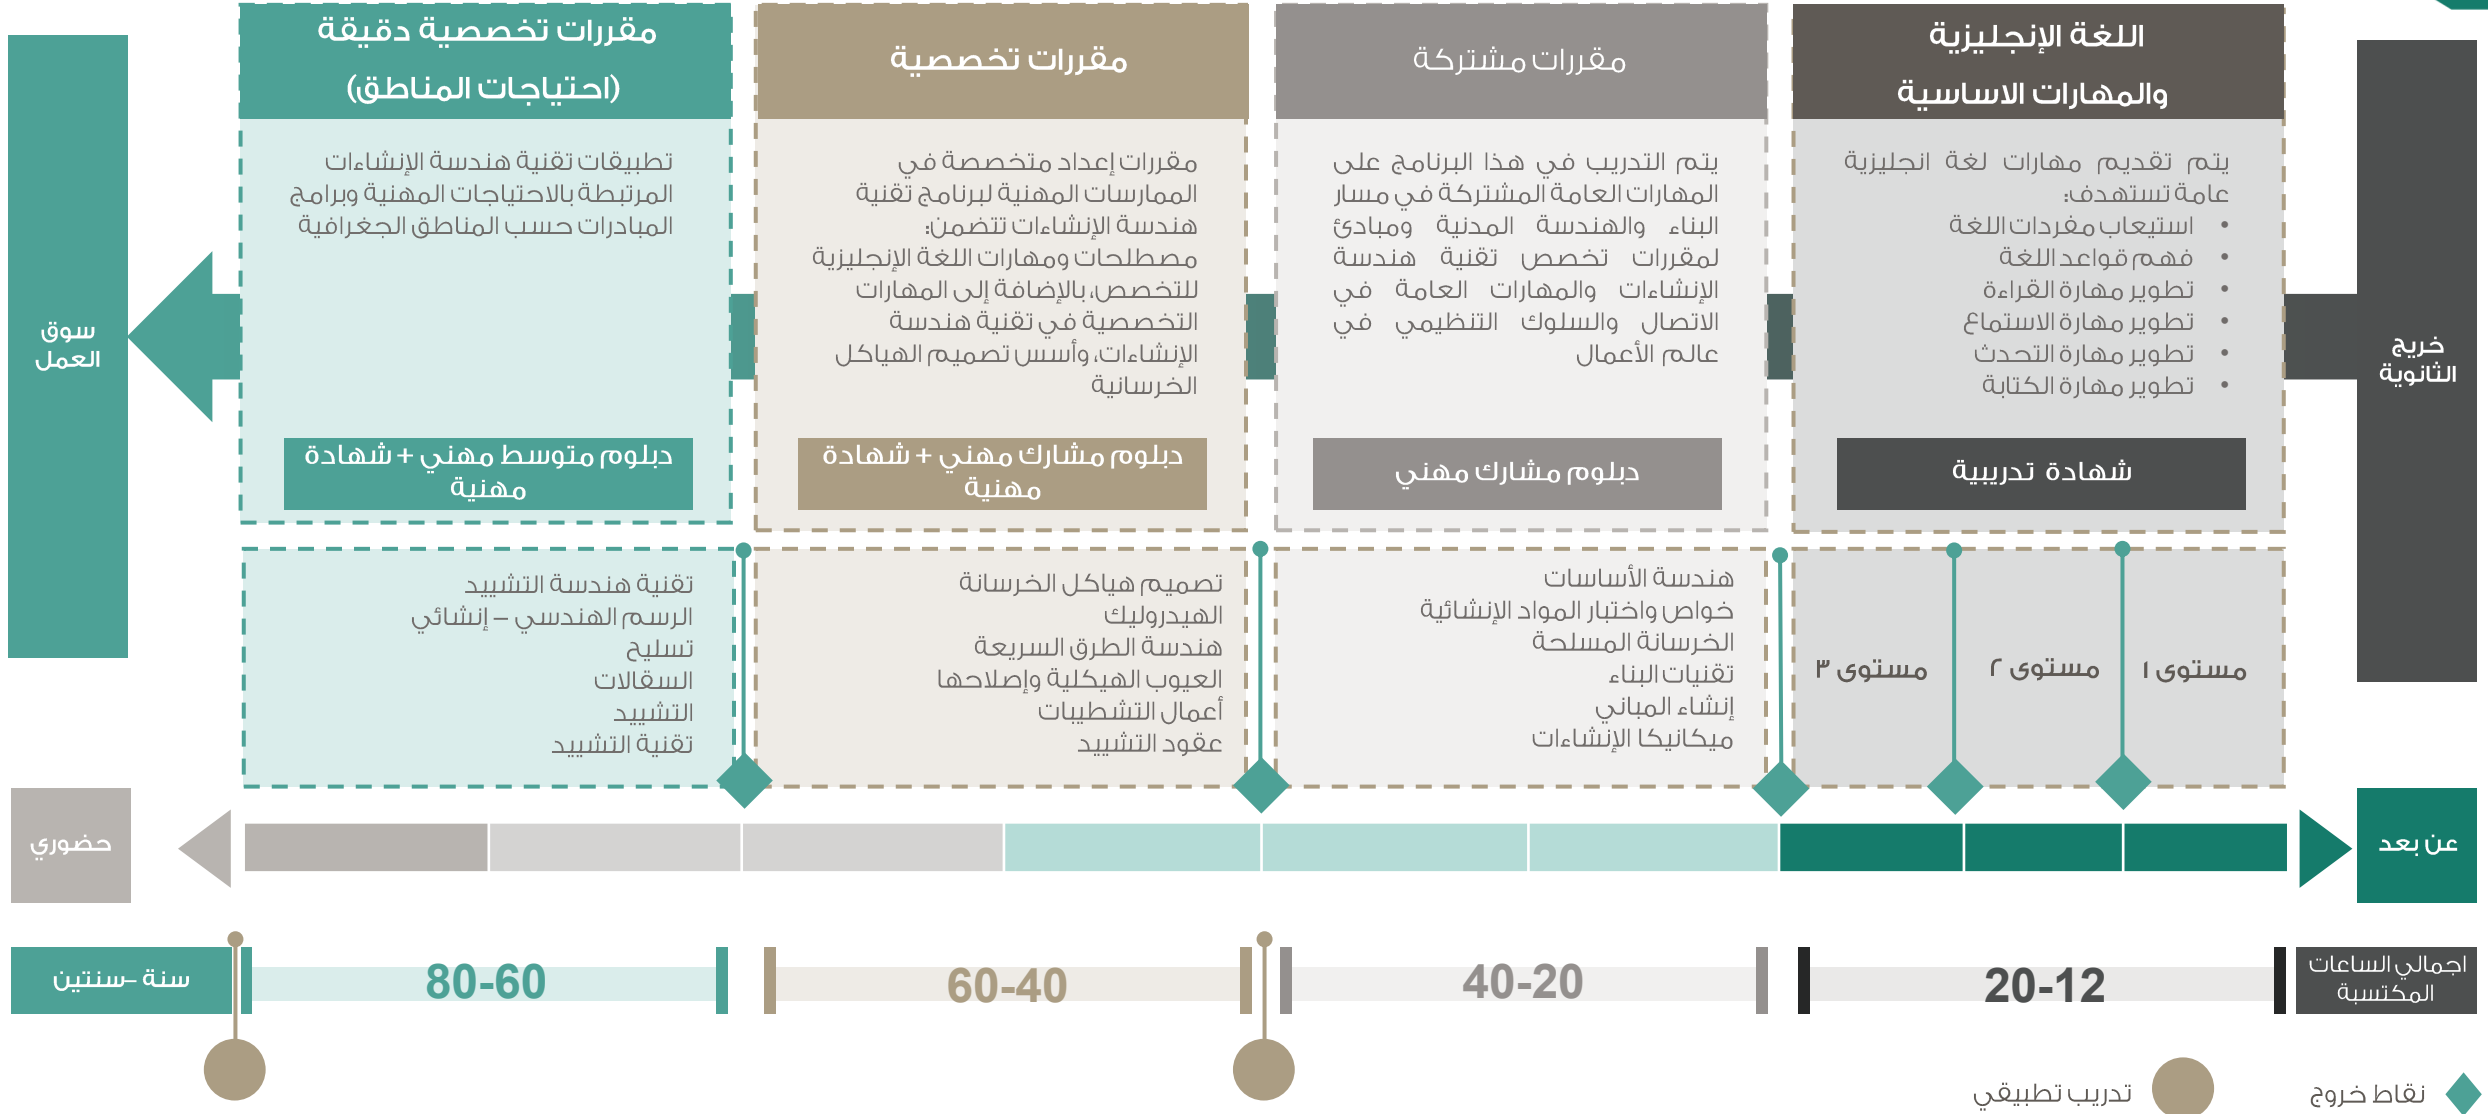 خريج
الثانوية
اللغة الإنجليزية
والمهارات الاساسية
يتم تقديم مهارات لغة انجليزية
عامة تستهدف:
• استيعاب مفردات اللغة
• فهم قواعد اللغة
• تطوير مهارة القراءة
• تطوير مهارة الاستماع
• تطوير مهارة التحدث
• تطوير مهارة الكتابة
شهادة تدريبية
مقررات مشتركة
يتم التدريب في هذا البرنامج على
المهارات العامة المشتركة في مسار
البناء والهندسة المدنية ومبادئ
لمقررات تخصص تقنية هندسة
الإنشاءات والمهارات العامة في
الاتصال والسلوك التنظيمي في
عالم الأعمال
دبلوم مشارك مهني
مقررات تخصصية
مقررات إعداد متخصصة في
الممارسات المهنية لبرنامج تقنية
هندسة الإنشاءات تتضمن:
مصطلحات ومهارات اللغة الإنجليزية
للتخصص، بالإضافة إلى المهارات
التخصصية في تقنية هندسة
الإنشاءات، وأسس تصميم الهياكل
الخرسانية
دبلوم مشارك مهني + شهادة
مهنية
مقررات تخصصية دقيقة
(احتياجات المناطق)
تطبيقات تقنية هندسة الإنشاءات
المرتبطة بالاحتياجات المهنية وبرامج
المبادرات حسب المناطق الجغرافية
دبلوم متوسط مهني + شهادة
مهنية
سوق
العمل
مستوى ١
مستوى ٢
مستوى ٣
هندسة الأساسات
خواص واختبار المواد الإنشائية
الخرسانة المسلحة
تقنيات البناء
إنشاء المباني
ميكانيكا الإنشاءات
تصميم هياكل الخرسانة
الهيدروليك
هندسة الطرق السريعة
العيوب الهيكلية وإصلاحها
أعمال التشطيبات
عقود التشييد
تقنية هندسة التشييد
الرسم الهندسي – إنشائي
تسليح
السقالات
التشييد
تقنية التشييد
عن بعد
حضوري
اجمالي الساعات
المكتسبة
20-12
40-20
60-40
80-60
سنة –سنتين
نقاط خروج
تدريب تطبيقي